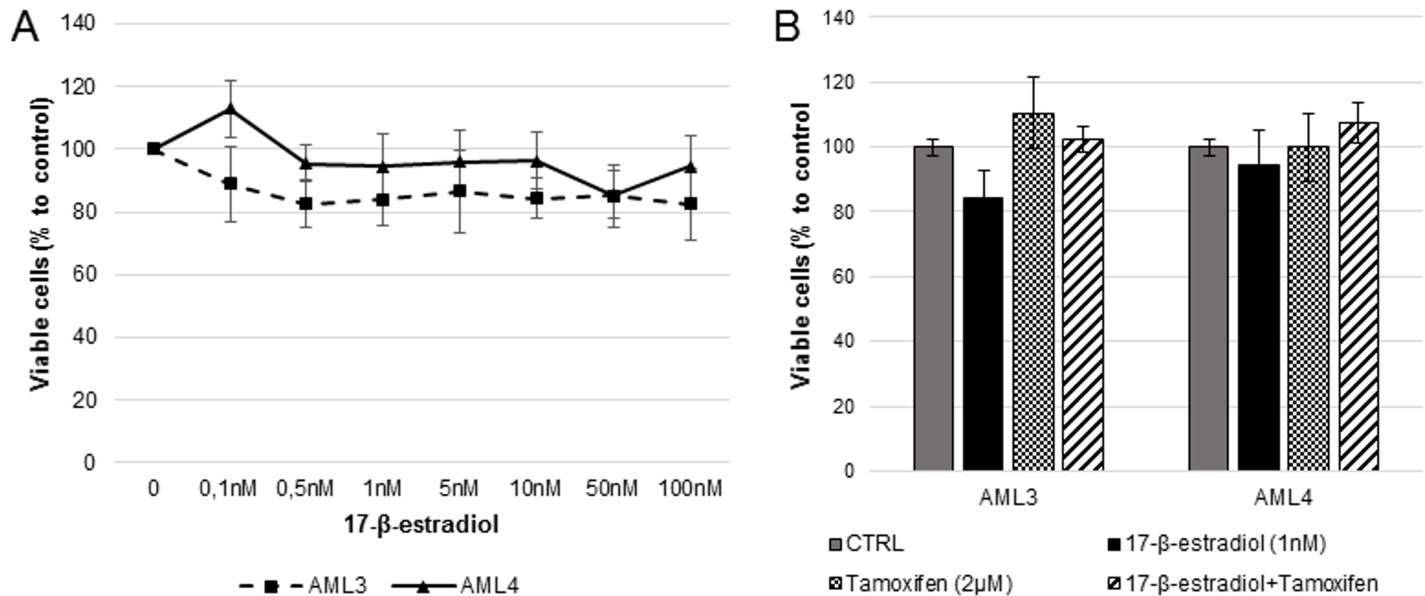 A
Viable cells (% to control)
140
120
100
80
60
40
20
0
0 0,1nM 0,5nM 1nM 5nM 10nM 50nM 100nM
17-β-estradiol
AML3 AML4
B
Viable cells (% to control
140
120
100
80
60
40
20
0
AML3 AML4
CTRL 17-β-estradiol (1nM)
Tamoxifen (2µM) 17-β-estradiol+Tamoxifen